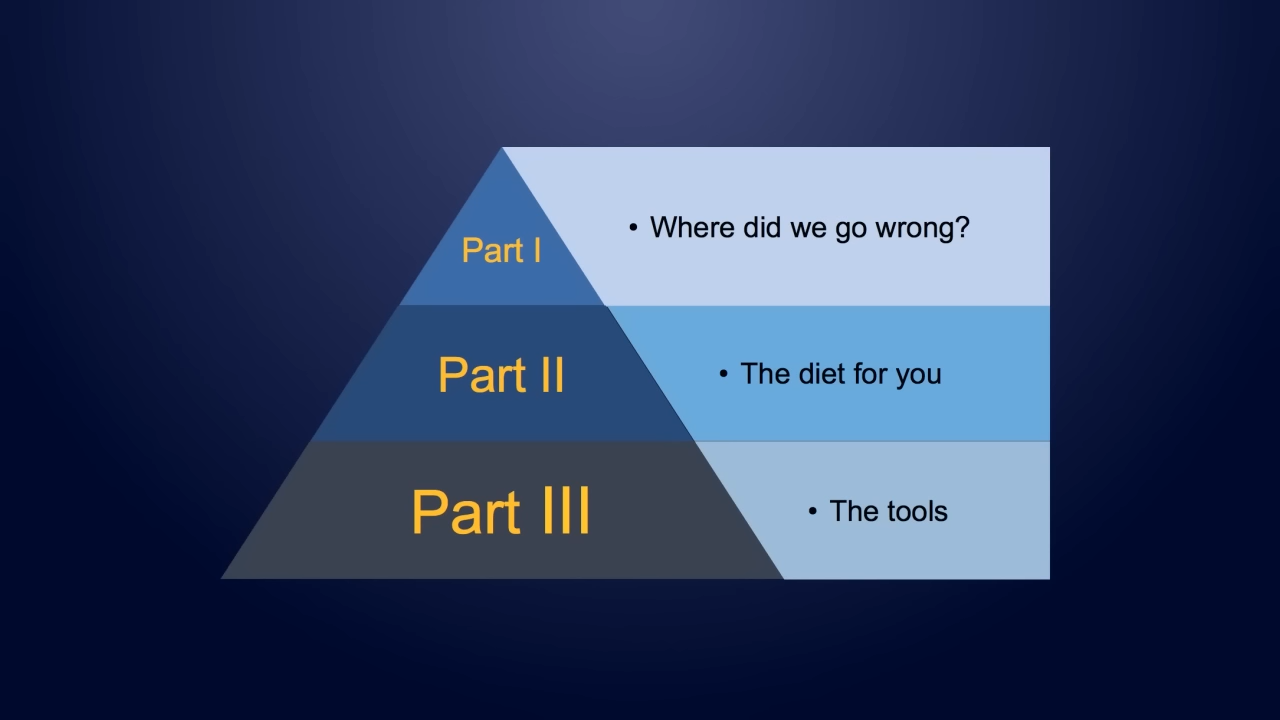 Part I
• Where did we go wrong?
Part II
• The diet for you
Part III
• The tools